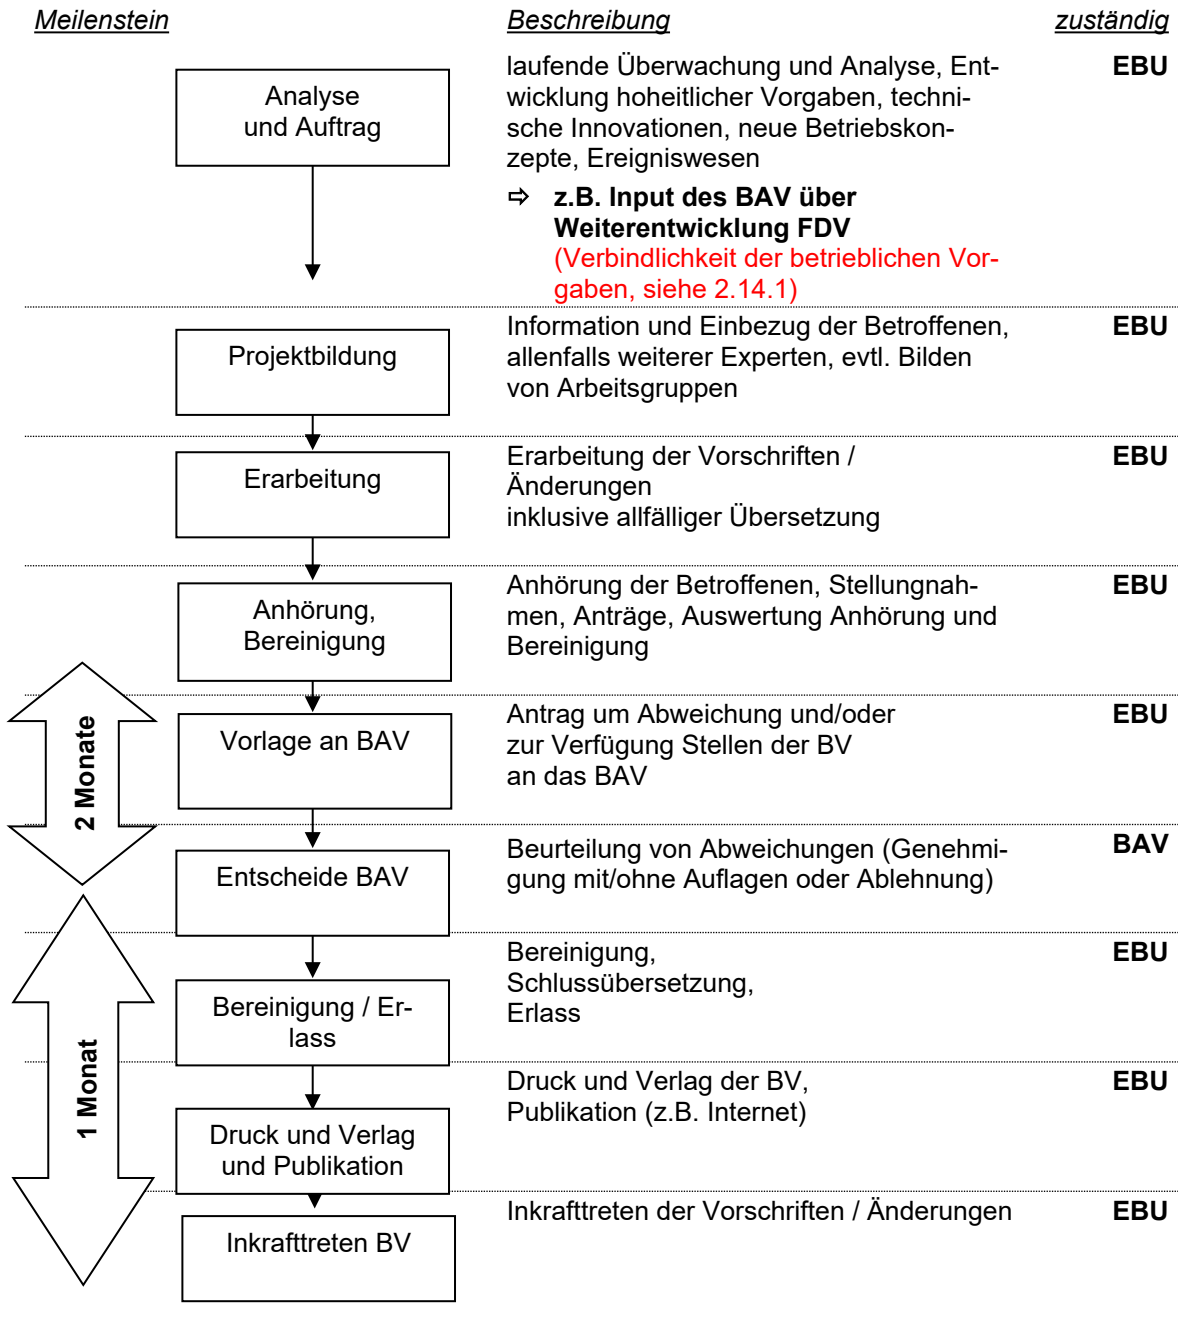 Meilenstein Beschreibung zuständig
Analyse
und Auftrag
laufende Überwachung und Analyse, Ent-
wicklung hoheitlicher Vorgaben, techni-
sche Innovationen, neue Betriebskon-
zepte, Ereigniswesen
EBU
⇨ z.B. Input des BAV über
Weiterentwicklung FDV
(Verbindlichkeit der betrieblichen Vor-
gaben, siehe 2.14.1)
Projektbildung
Information und Einbezug der Betroffenen,
allenfalls weiterer Experten, evtl. Bilden
von Arbeitsgruppen
EBU
Erarbeitung
Erarbeitung der Vorschriften /
Änderungen
inklusive allfälliger Übersetzung
EBU
Anhörung,
Bereinigung
Anhörung der Betroffenen, Stellungnah-
men, Anträge, Auswertung Anhörung und
Bereinigung
EBU
2 Monate
Vorlage an BAV
Antrag um Abweichung und/oder
zur Verfügung Stellen der BV
an das BAV
EBU
Entscheide BAV
Beurteilung von Abweichungen (Genehmi-
gung mit/ohne Auflagen oder Ablehnung)
BAV
1 Monat
Bereinigung / Er-
lass
Bereinigung,
Schlussübersetzung,
Erlass
EBU
Druck und Verlag
und Publikation
Druck und Verlag der BV,
Publikation (z.B. Internet)
EBU
Inkrafttreten BV
Inkrafttreten der Vorschriften / Änderungen
EBU